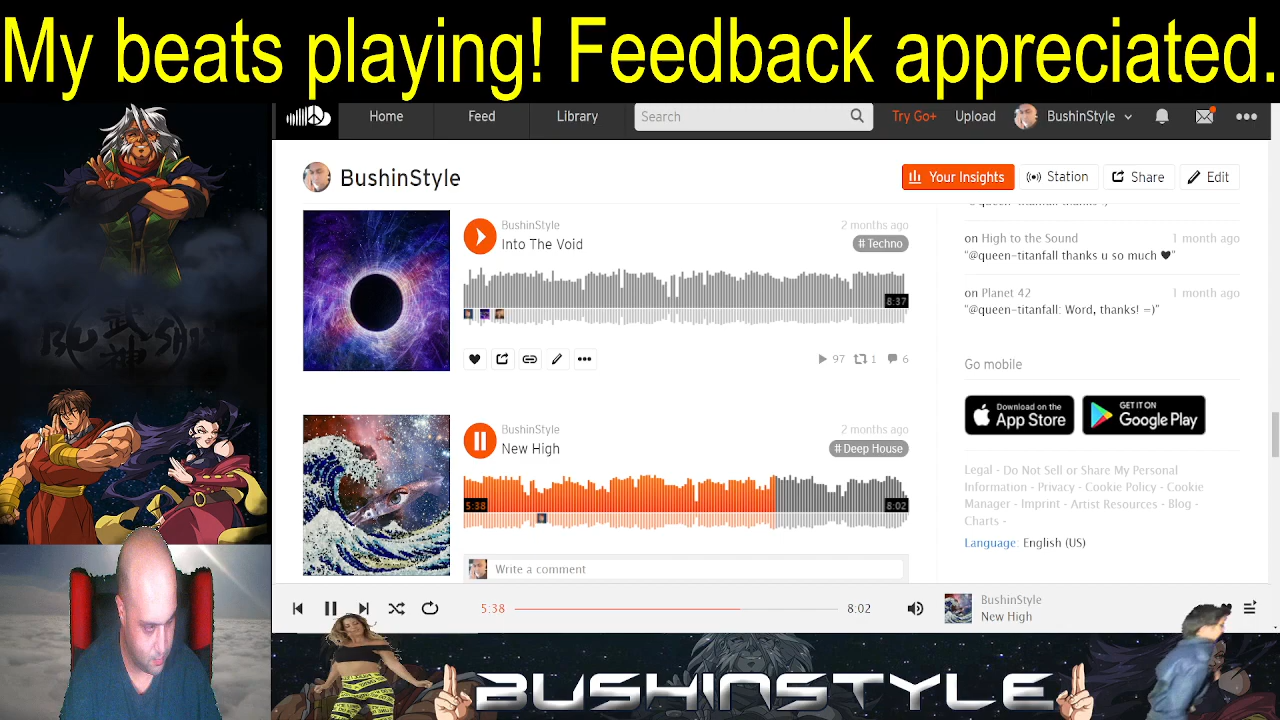 My beats playing! Feedback appreciated.
Home
Feed
Library
Search
Try Go+
Upload
BushinStyle
BushinStyle
Your Insights
Station
Share
Edit
BushinStyle
2 months ago
Into The Void
# Techno
8:37
97
1
6
BushinStyle
2 months ago
New High
# Deep House
5:38
8:02
Write a comment
on High to the Sound
1 month ago
"@queen-titanfall thanks u so much ♥"
on Planet 42
1 month ago
"@queen-titanfall: Word, thanks! =)"
Go mobile
Download on the
App Store
GET IT ON
Google Play
Legal - Do Not Sell or Share My Personal
Information - Privacy - Cookie Policy - Cookie
Manager - Imprint - Artist Resources - Blog -
Charts -
Language: English (US)
5:38
8:02
BushinStyle
New High
武
神
BUSHINSTYLE